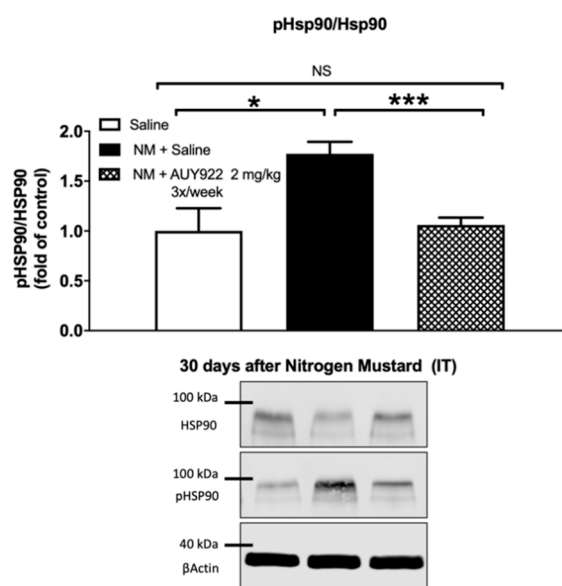 pHsp90/Hsp90
NS
*
***
pHSP90/HSP90
(fold of control)
2.0
1.5
1.0
0.5
0.0
Saline
NM + Saline
NM + AUY922 2 mg/kg
3x/week
30 days after Nitrogen Mustard (IT)
100 kDa
HSP90
100 kDa
pHSP90
40 kDa
βActin